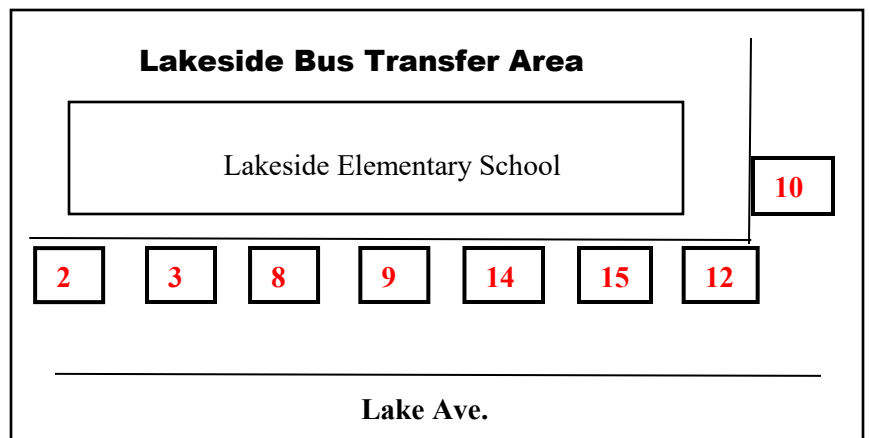 Lakeside Bus Transfer Area
Lakeside Elementary School
10
2 3 8 9 14 15 12
Lake Ave.